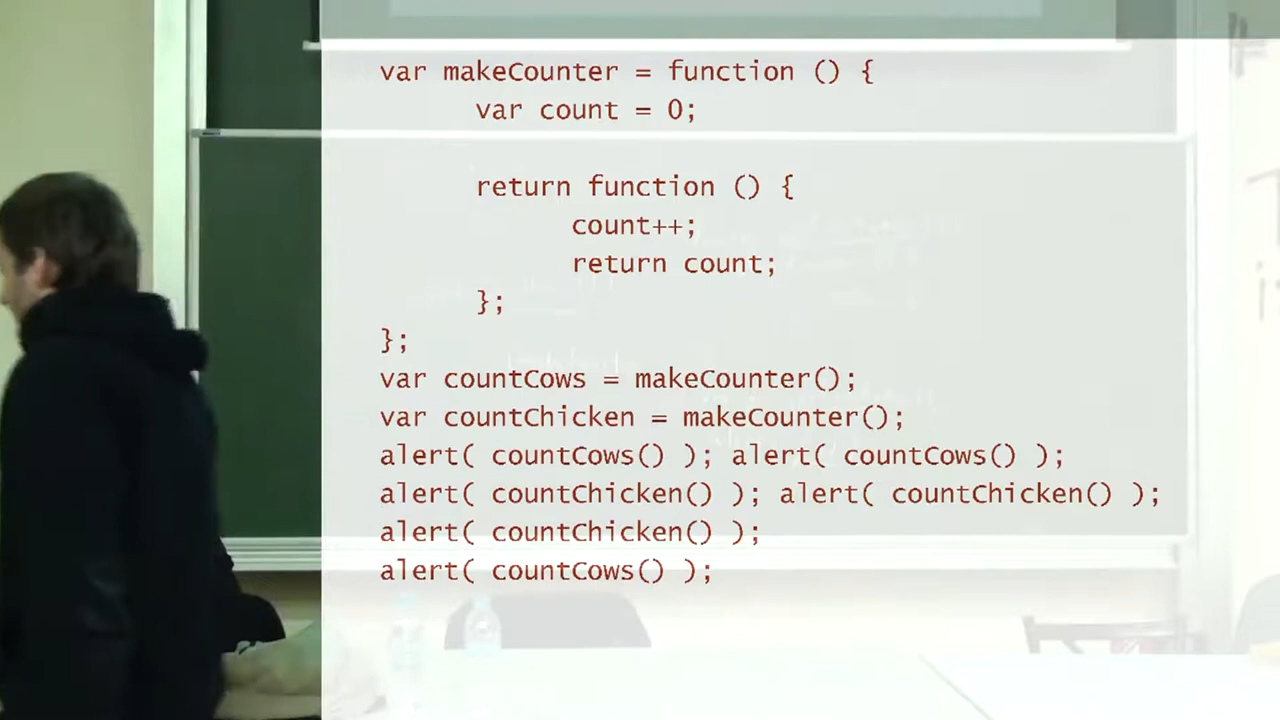 var makeCounter = function () {
var count = 0;
return function () {
count++;
return count;
};
};
var countCows = makeCounter();
var countChicken = makeCounter();
alert( countCows() ); alert( countCows() );
alert( countChicken() ); alert( countChicken() );
alert( countChicken() );
alert( countCows() );